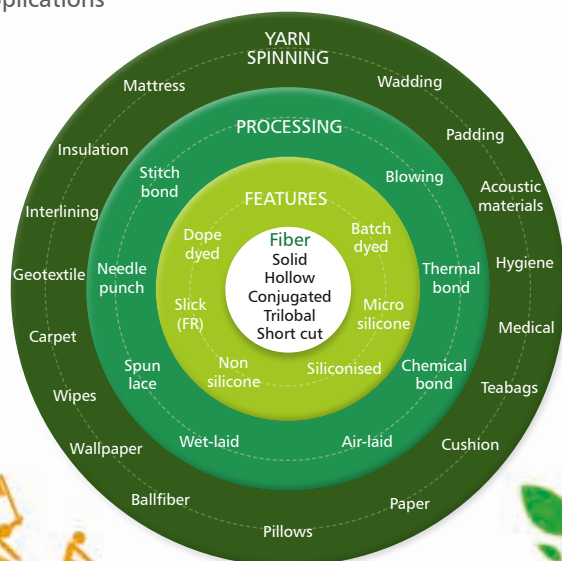 plications
YARN
SPINNING
Mattress
Wadding
Insulation
Padding
Interlining
Acoustic
materials
Geotextile
Hygiene
Carpet
Medical
Wipes
Teabags
Wallpaper
Cushion
Ballfiber
Paper
Pillows
PROCESSING
Stitch
bond
Blowing
Needle
punch
Thermal
bond
Spun
lace
Chemical
bond
Wet-laid
Air-laid
FEATURES
Dope
dyed
Batch
dyed
Slick
(FR)
Micro
silicone
Non
silicone
Siliconised
Fiber
Solid
Hollow
Conjugated
Trilobal
Short cut